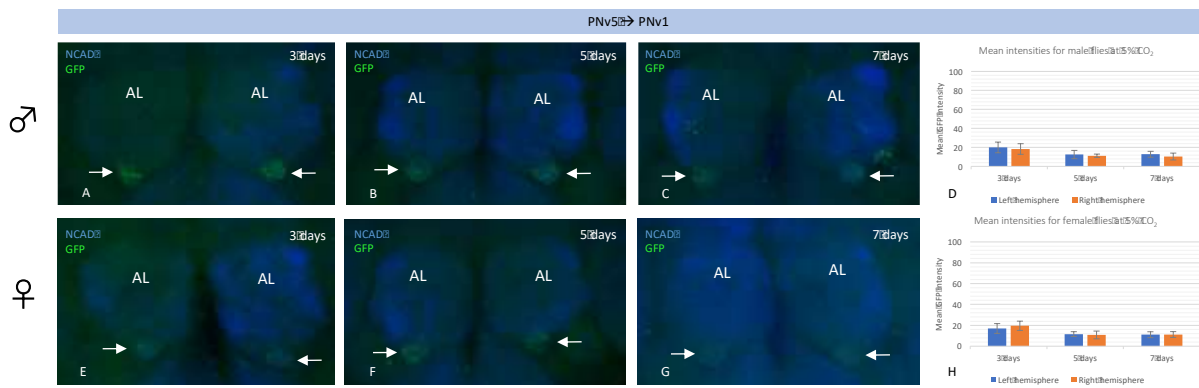 PNv5 → PNv1
♂
NCAD
GFP
3 days
AL
AL
A
NCAD
GFP
5 days
AL
AL
B
NCAD
GFP
7 days
AL
AL
C
Mean intensities for male flies at 5% CO₂
Mean GFP Intensity
100
80
60
40
20
0
3 days
5 days
7 days
Left hemisphere
Right hemisphere
D
♀
NCAD
GFP
3 days
AL
AL
E
NCAD
GFP
5 days
AL
AL
F
NCAD
GFP
7 days
AL
AL
G
Mean intensities for female flies at 5% CO₂
Mean GFP Intensity
100
80
60
40
20
0
3 days
5 days
7 days
Left hemisphere
Right hemisphere
H